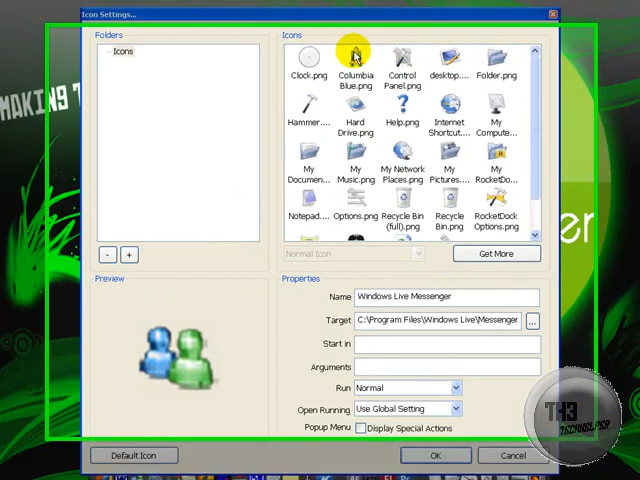 Icon Settings...
Folders
Icons
Icons
Clock.png
Columbia Blue.png
Control Panel.png
desktop....
Folder.png
Hammer....
Hard Drive.png
Help.png
Internet Shortcut....
My Compute...
My Documen...
My Music.png
My Network Places.png
My Pictures....
My RocketDo...
Notepad....
Options.png
Recycle Bin (full).png
Recycle Bin.png
RocketDock Options.png
-
+
Normal Icon
Get More
Preview
Properties
Name
Windows Live Messenger
Target
C:\Program Files\Windows Live\Messenger
...
Start in
Arguments
Run
Normal
Open Running
Use Global Setting
Popup Menu
Display Special Actions
Default Icon
OK
Cancel
MAKING
er
TH3
TECHHELPER